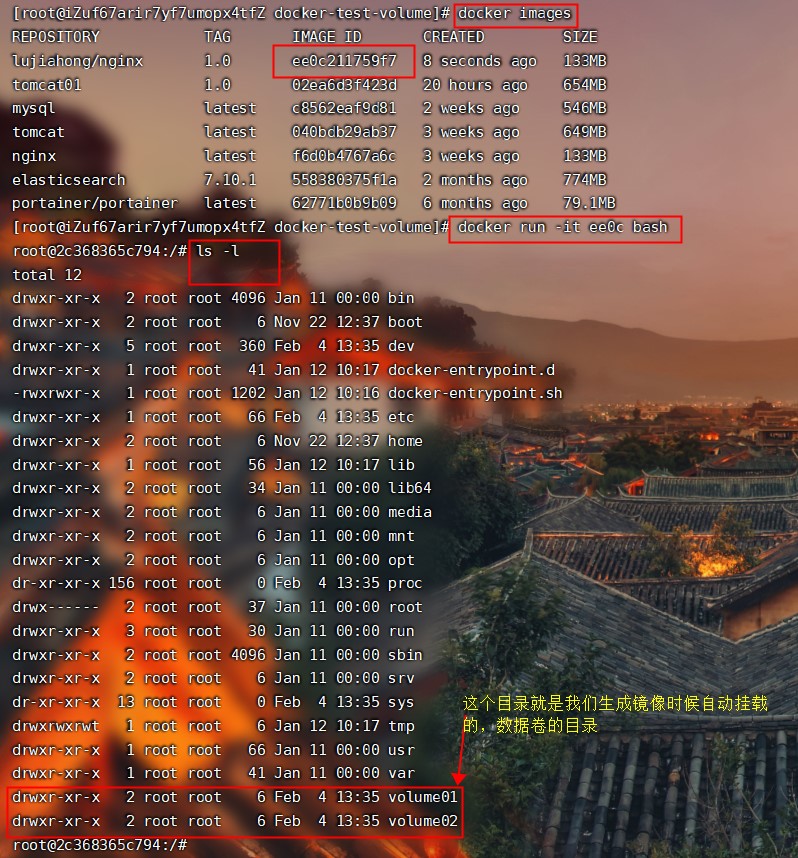 [root@iZuf67arir7yf7umopx4tfZ docker-test-volume]# docker images
REPOSITORY TAG IMAGE ID CREATED SIZE
lujiahong/nginx 1.0 ee0c211759f7 8 seconds ago 133MB
tomcat01 1.0 02ea6d3f423d 20 hours ago 654MB
mysql latest c8562eaf9d81 2 weeks ago 546MB
tomcat latest 040bdb29ab37 3 weeks ago 649MB
nginx latest f6d0b4767a6c 3 weeks ago 133MB
elasticsearch 7.10.1 558380375f1a 2 months ago 774MB
portainer/portainer latest 62771b0b9b09 6 months ago 79.1MB
[root@iZuf67arir7yf7umopx4tfZ docker-test-volume]# docker run -it ee0c bash
root@2c368365c794:/# ls -l
total 12
drwxr-xr-x 2 root root 4096 Jan 11 00:00 bin
drwxr-xr-x 2 root root 6 Nov 22 12:37 boot
drwxr-xr-x 5 root root 360 Feb 4 13:35 dev
drwxr-xr-x 1 root root 41 Jan 12 10:17 docker-entrypoint.d
-rwxrwxr-x 1 root root 1202 Jan 12 10:16 docker-entrypoint.sh
drwxr-xr-x 1 root root 66 Feb 4 13:35 etc
drwxr-xr-x 2 root root 6 Nov 22 12:37 home
drwxr-xr-x 1 root root 56 Jan 12 10:17 lib
drwxr-xr-x 2 root root 34 Jan 11 00:00 lib64
drwxr-xr-x 2 root root 6 Jan 11 00:00 media
drwxr-xr-x 2 root root 6 Jan 11 00:00 mnt
drwxr-xr-x 2 root root 6 Jan 11 00:00 opt
dr-xr-xr-x 156 root root 0 Feb 4 13:35 proc
drwx------ 2 root root 37 Jan 11 00:00 root
drwxr-xr-x 3 root root 30 Jan 11 00:00 run
drwxr-xr-x 2 root root 4096 Jan 11 00:00 sbin
drwxr-xr-x 2 root root 6 Jan 11 00:00 srv
dr-xr-xr-x 13 root root 0 Feb 4 13:35 sys
drwxrwxrwt 1 root root 6 Jan 12 10:17 tmp
drwxr-xr-x 1 root root 66 Jan 11 00:00 usr
drwxr-xr-x 1 root root 41 Jan 11 00:00 var
这个目录就是我们生成镜像时候自动挂载
的，数据卷的目录
drwxr-xr-x 2 root root 6 Feb 4 13:35 volume01
drwxr-xr-x 2 root root 6 Feb 4 13:35 volume02
root@2c368365c794:/#